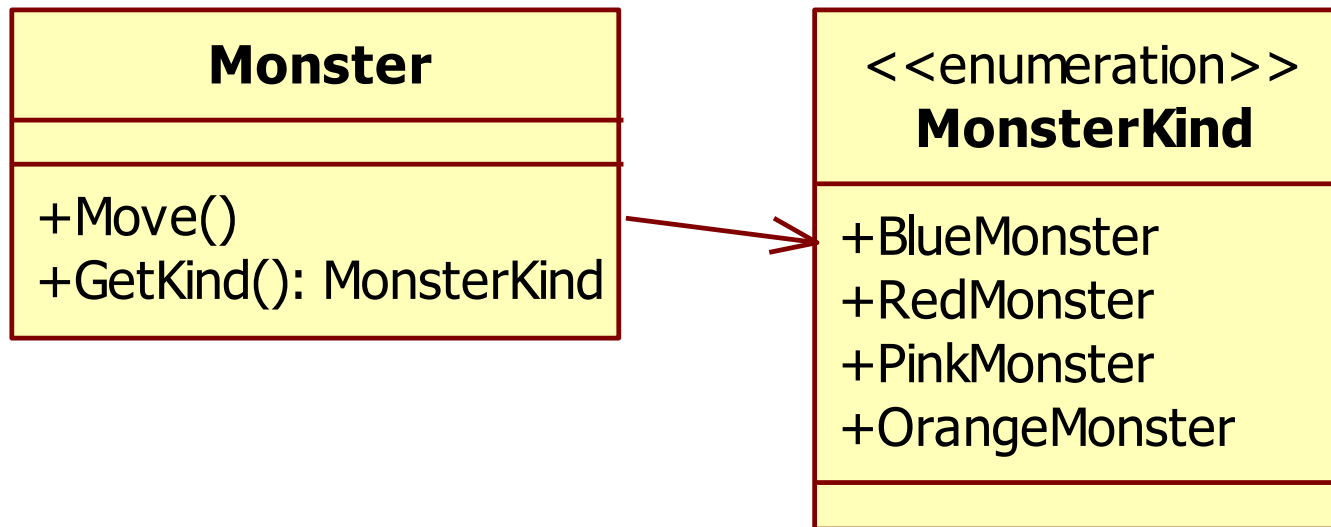 Monster
+Move()
+GetKind(): MonsterKind
<<enumeration>>
MonsterKind
+BlueMonster
+RedMonster
+PinkMonster
+OrangeMonster